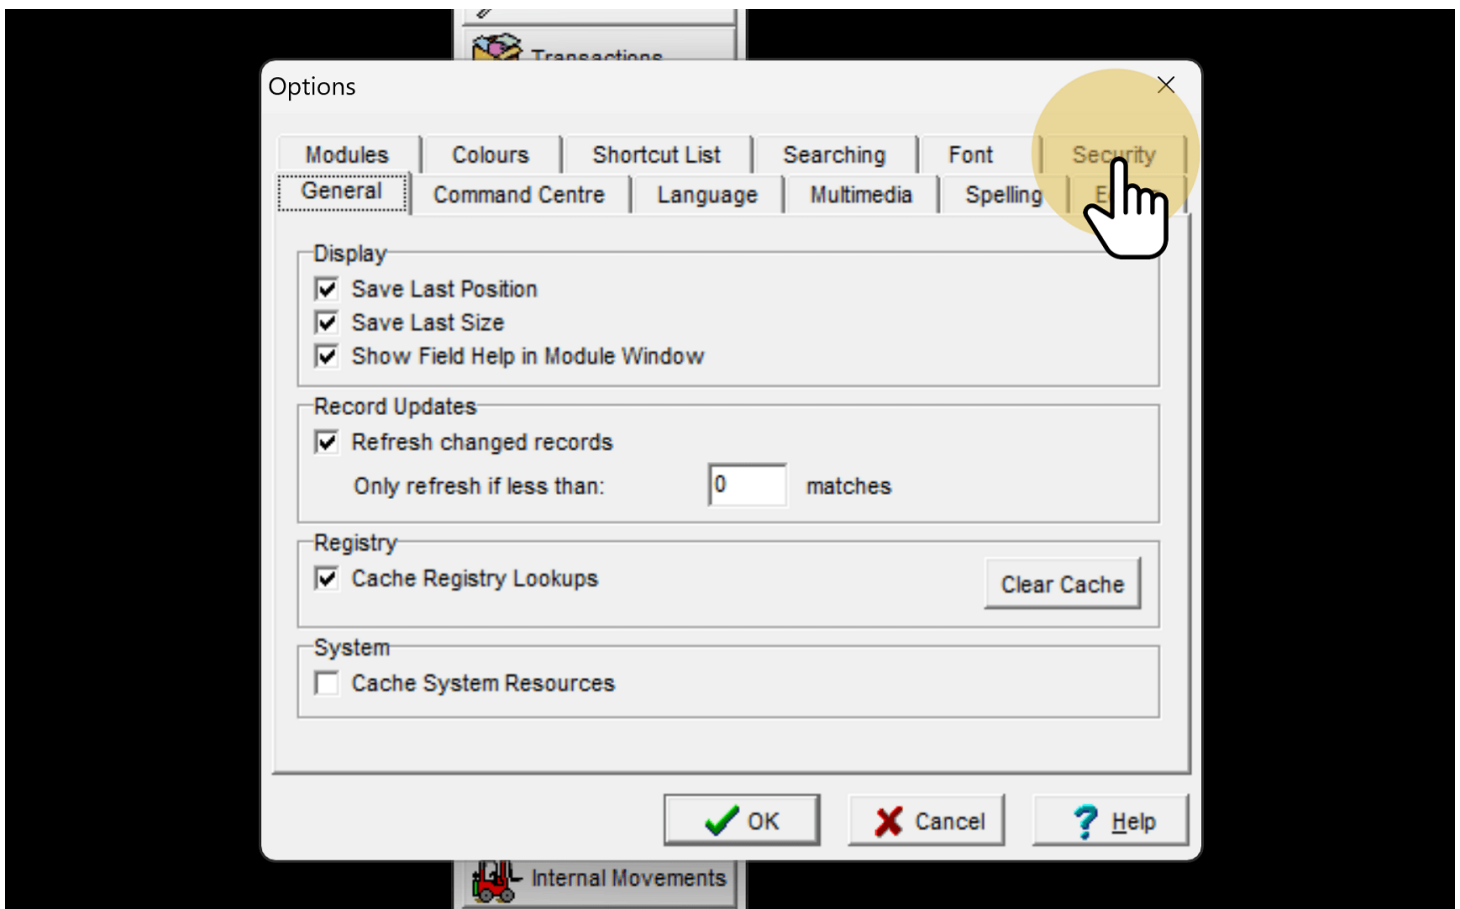 Transactions
Options
Modules Colours Shortcut List Searching Font Security
General Command Centre Language Multimedia Spelling
Display
Save Last Position
Save Last Size
Show Field Help in Module Window
Record Updates
Refresh changed records
Only refresh if less than: 0 matches
Registry
Cache Registry Lookups Clear Cache
System
Cache System Resources
OK Cancel Help
Internal Movements